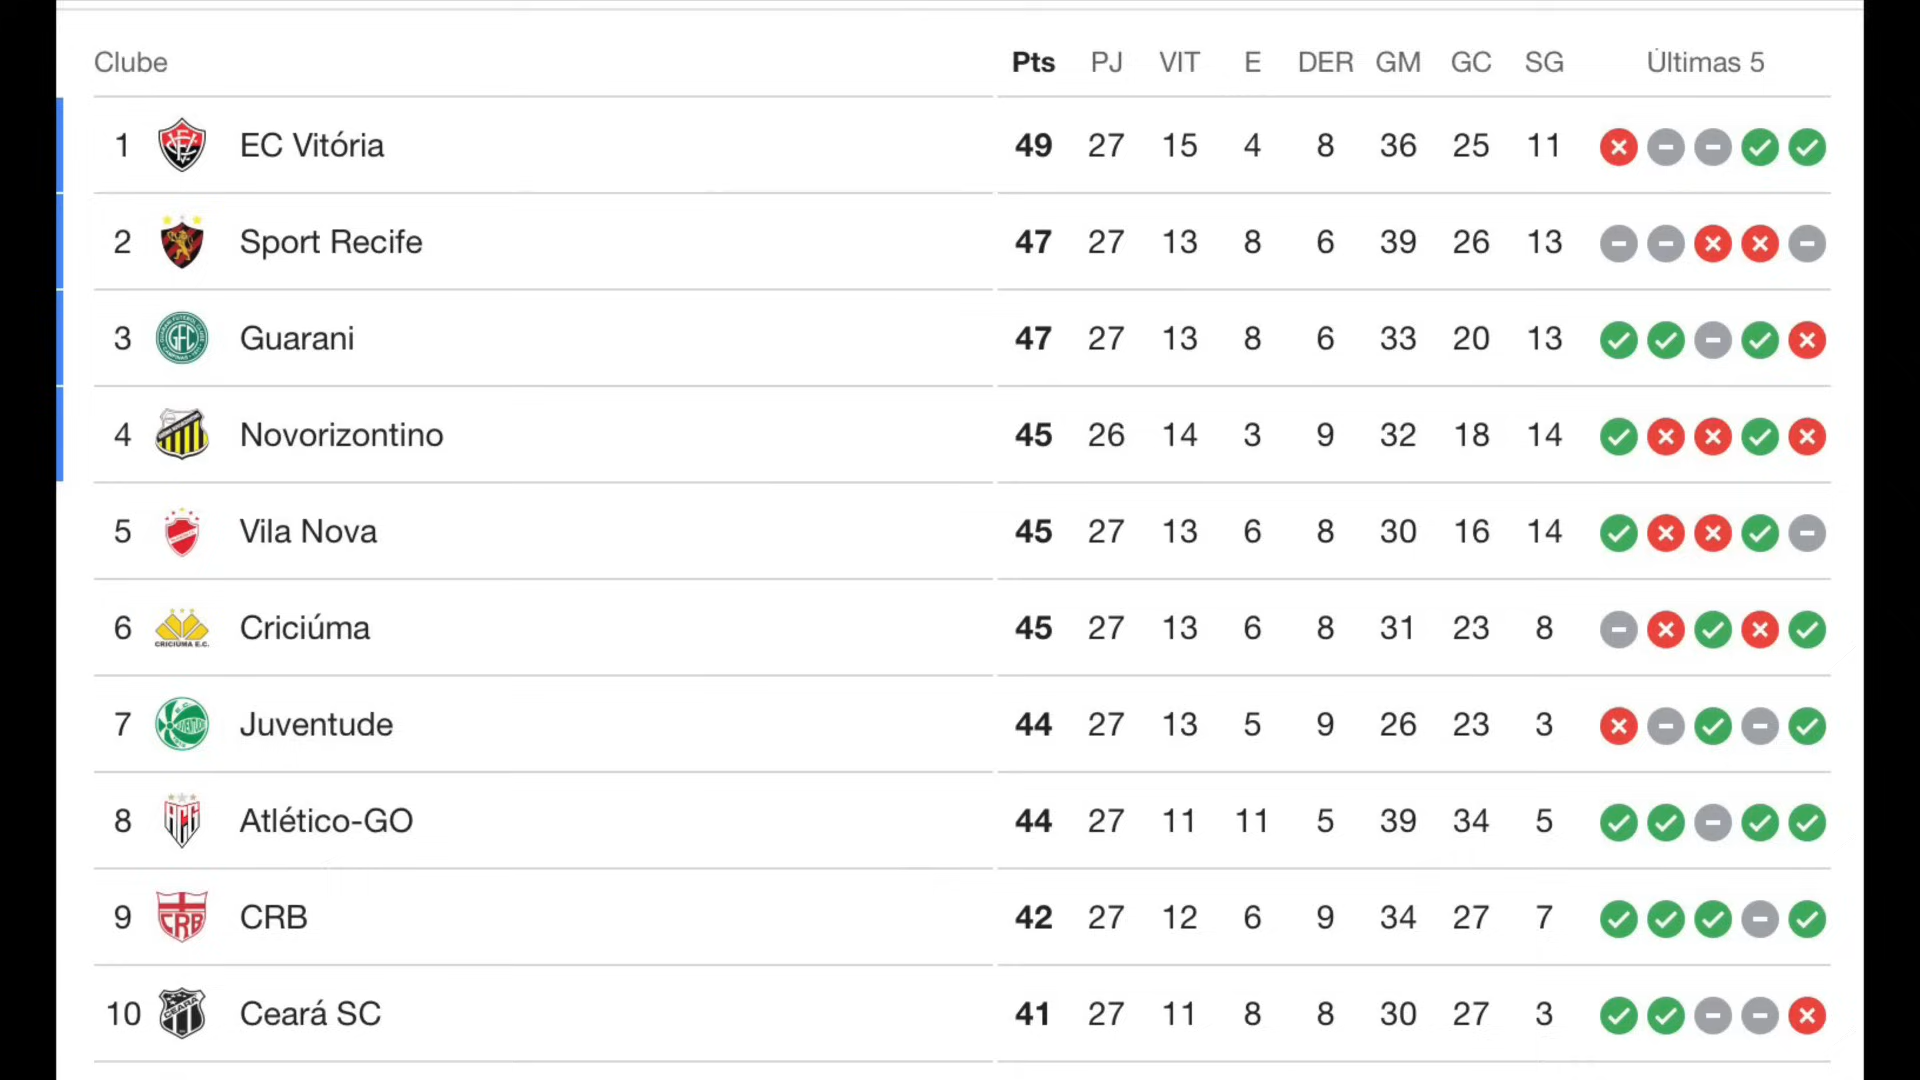 Clube Pts PJ VIT E DER GM GC SG Últimas 5
1 EC Vitória 49 27 15 4 8 36 25 11
2 Sport Recife 47 27 13 8 6 39 26 13
3 Guarani 47 27 13 8 6 33 20 13
4 Novorizontino 45 26 14 3 9 32 18 14
5 Vila Nova 45 27 13 6 8 30 16 14
6 CRICIÚMA E.C. Criciúma 45 27 13 6 8 31 23 8
7 Juventude 44 27 13 5 9 26 23 3
8 Atlético-GO 44 27 11 11 5 39 34 5
9 CRB CRB 42 27 12 6 9 34 27 7
10 CEARÁ Ceará SC 41 27 11 8 8 30 27 3